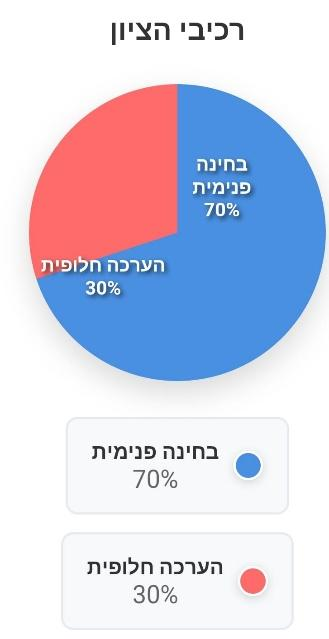 רכיבי הציון
בחינה
פנימית
70%
הערכה חלופית
30%
בחינה פנימית
70%
הערכה חלופית
30%